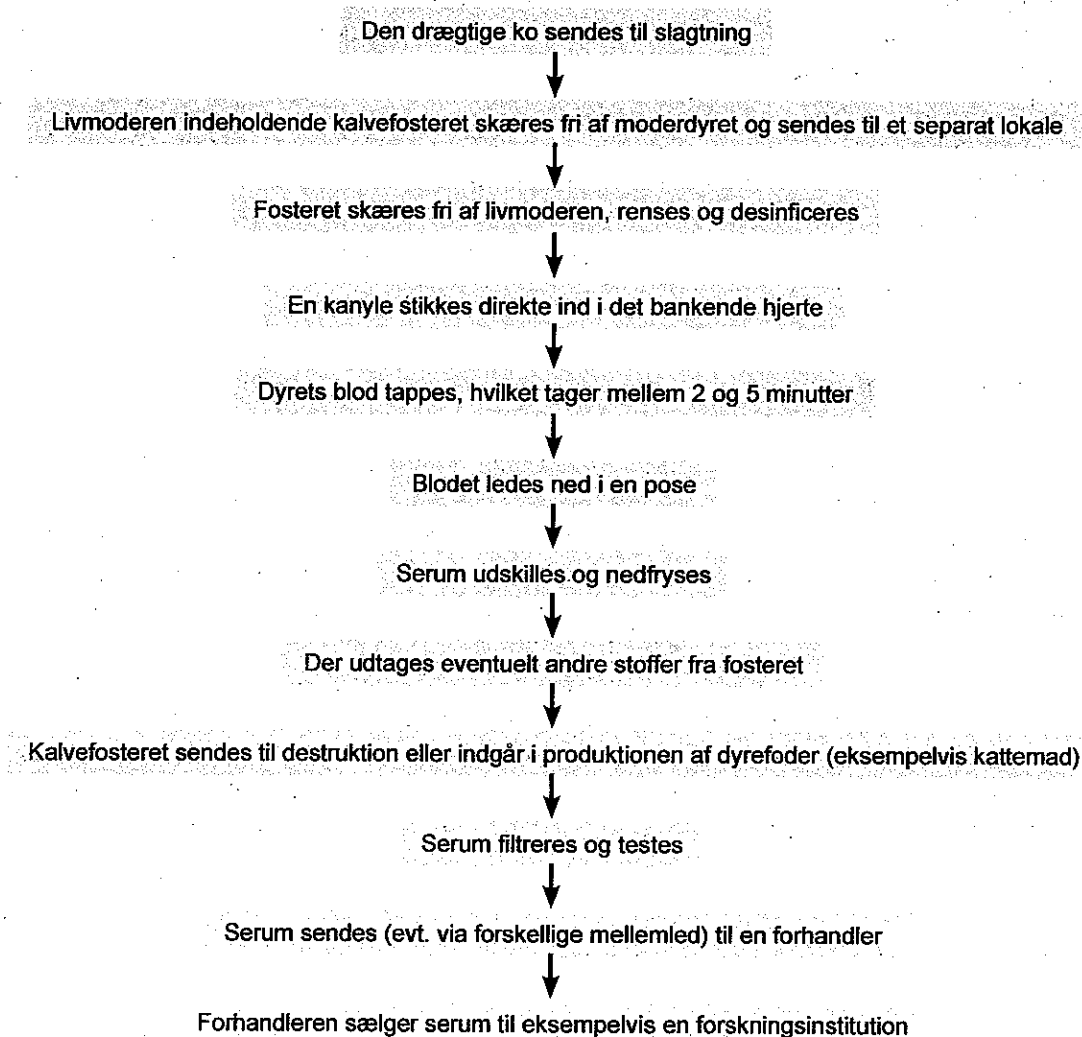 Den drægtige ko sendes til slagtning
Livmoderen indeholdende kalvefosteret skæres fri af moderdyret og sendes til et separat lokale
Fosteret skæres fri af livmoderen, renses og desinficeres
En kanyle stikkes direkte ind i det bankende hjerte
Dyrets blod tappes, hvilket tager mellem 2 og 5 minutter
Blodet ledes ned i en pose
Serum udskilles og nedfryses
Der udtages eventuelt andre stoffer fra fosteret
Kalvefosteret sendes til destruktion eller indgår i produktionen af dyrefoder (eksempelvis kattemad)
Serum filtreres og testes
Serum sendes (evt. via forskellige mellemled) til en forhandler
Forhandleren sælger serum til eksempelvis en forskningsinstitution